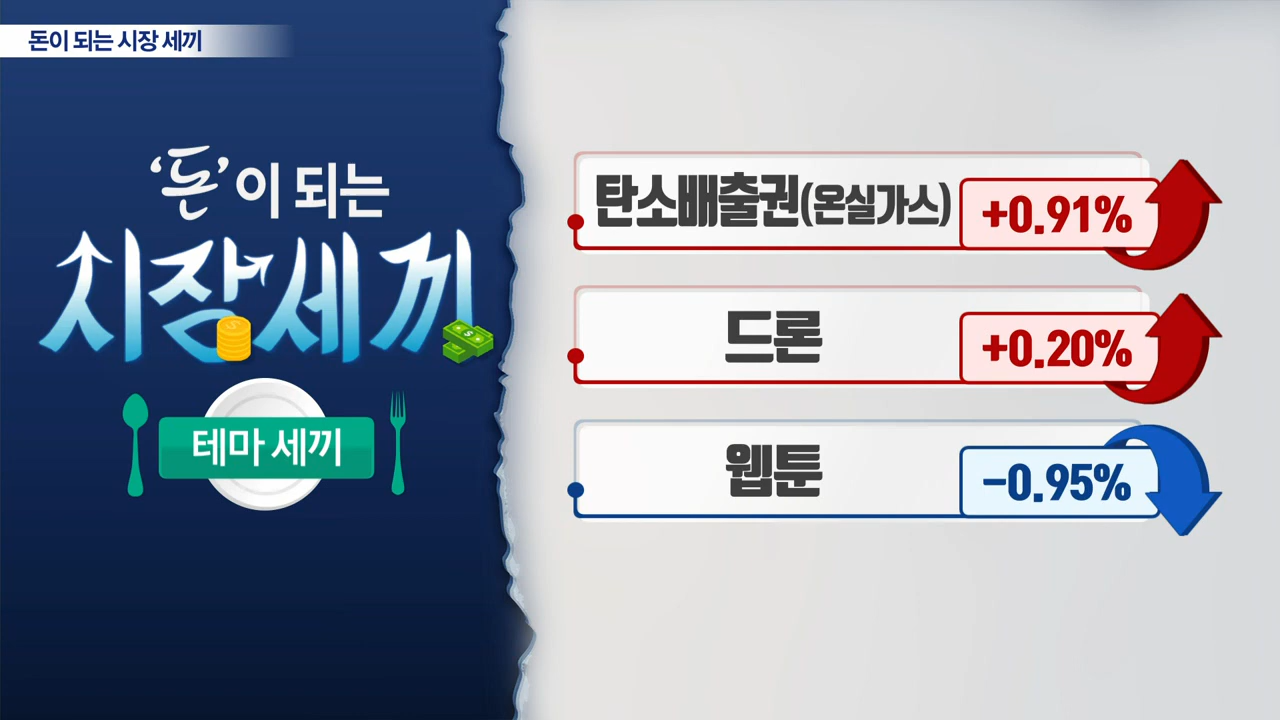 돈이 되는 시장 세끼
‘돈’이 되는
시장세끼
테마 세끼
탄소배출권(온실가스)
+0.91%
드론
+0.20%
웹툰
-0.95%